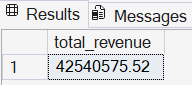 Results Messages
total_revenue
1 42540575.52